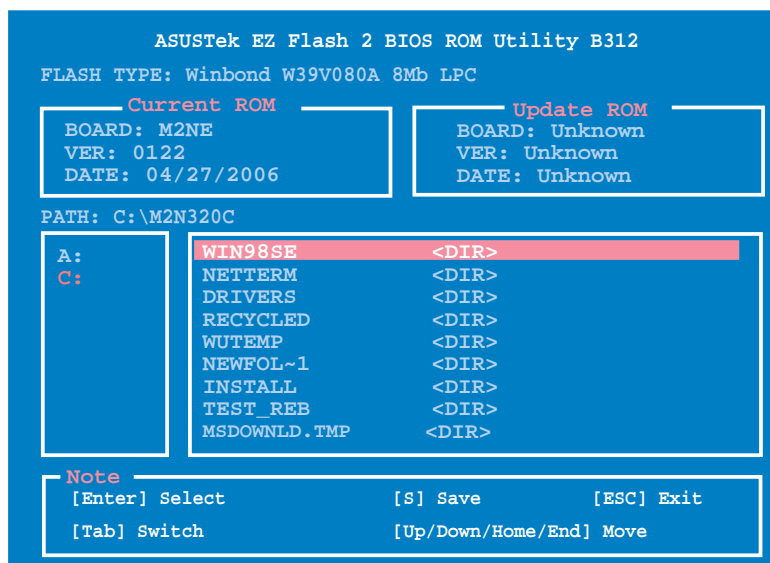 ASUSTek EZ Flash 2 BIOS ROM Utility B312
FLASH TYPE: Winbond W39V080A 8Mb LPC
Current ROM
BOARD: M2NE
VER: 0122
DATE: 04/27/2006
Update ROM
BOARD: Unknown
VER: Unknown
DATE: Unknown
PATH: C:\M2N320C
A:
C:
WIN98SE <DIR>
NETTERM <DIR>
DRIVERS <DIR>
RECYCLED <DIR>
WUTEMP <DIR>
NEWFOL~1 <DIR>
INSTALL <DIR>
TEST_REB <DIR>
MSDOWNLD.TMP <DIR>
Note
[Enter] Select [S] Save [ESC] Exit
[Tab] Switch [Up/Down/Home/End] Move